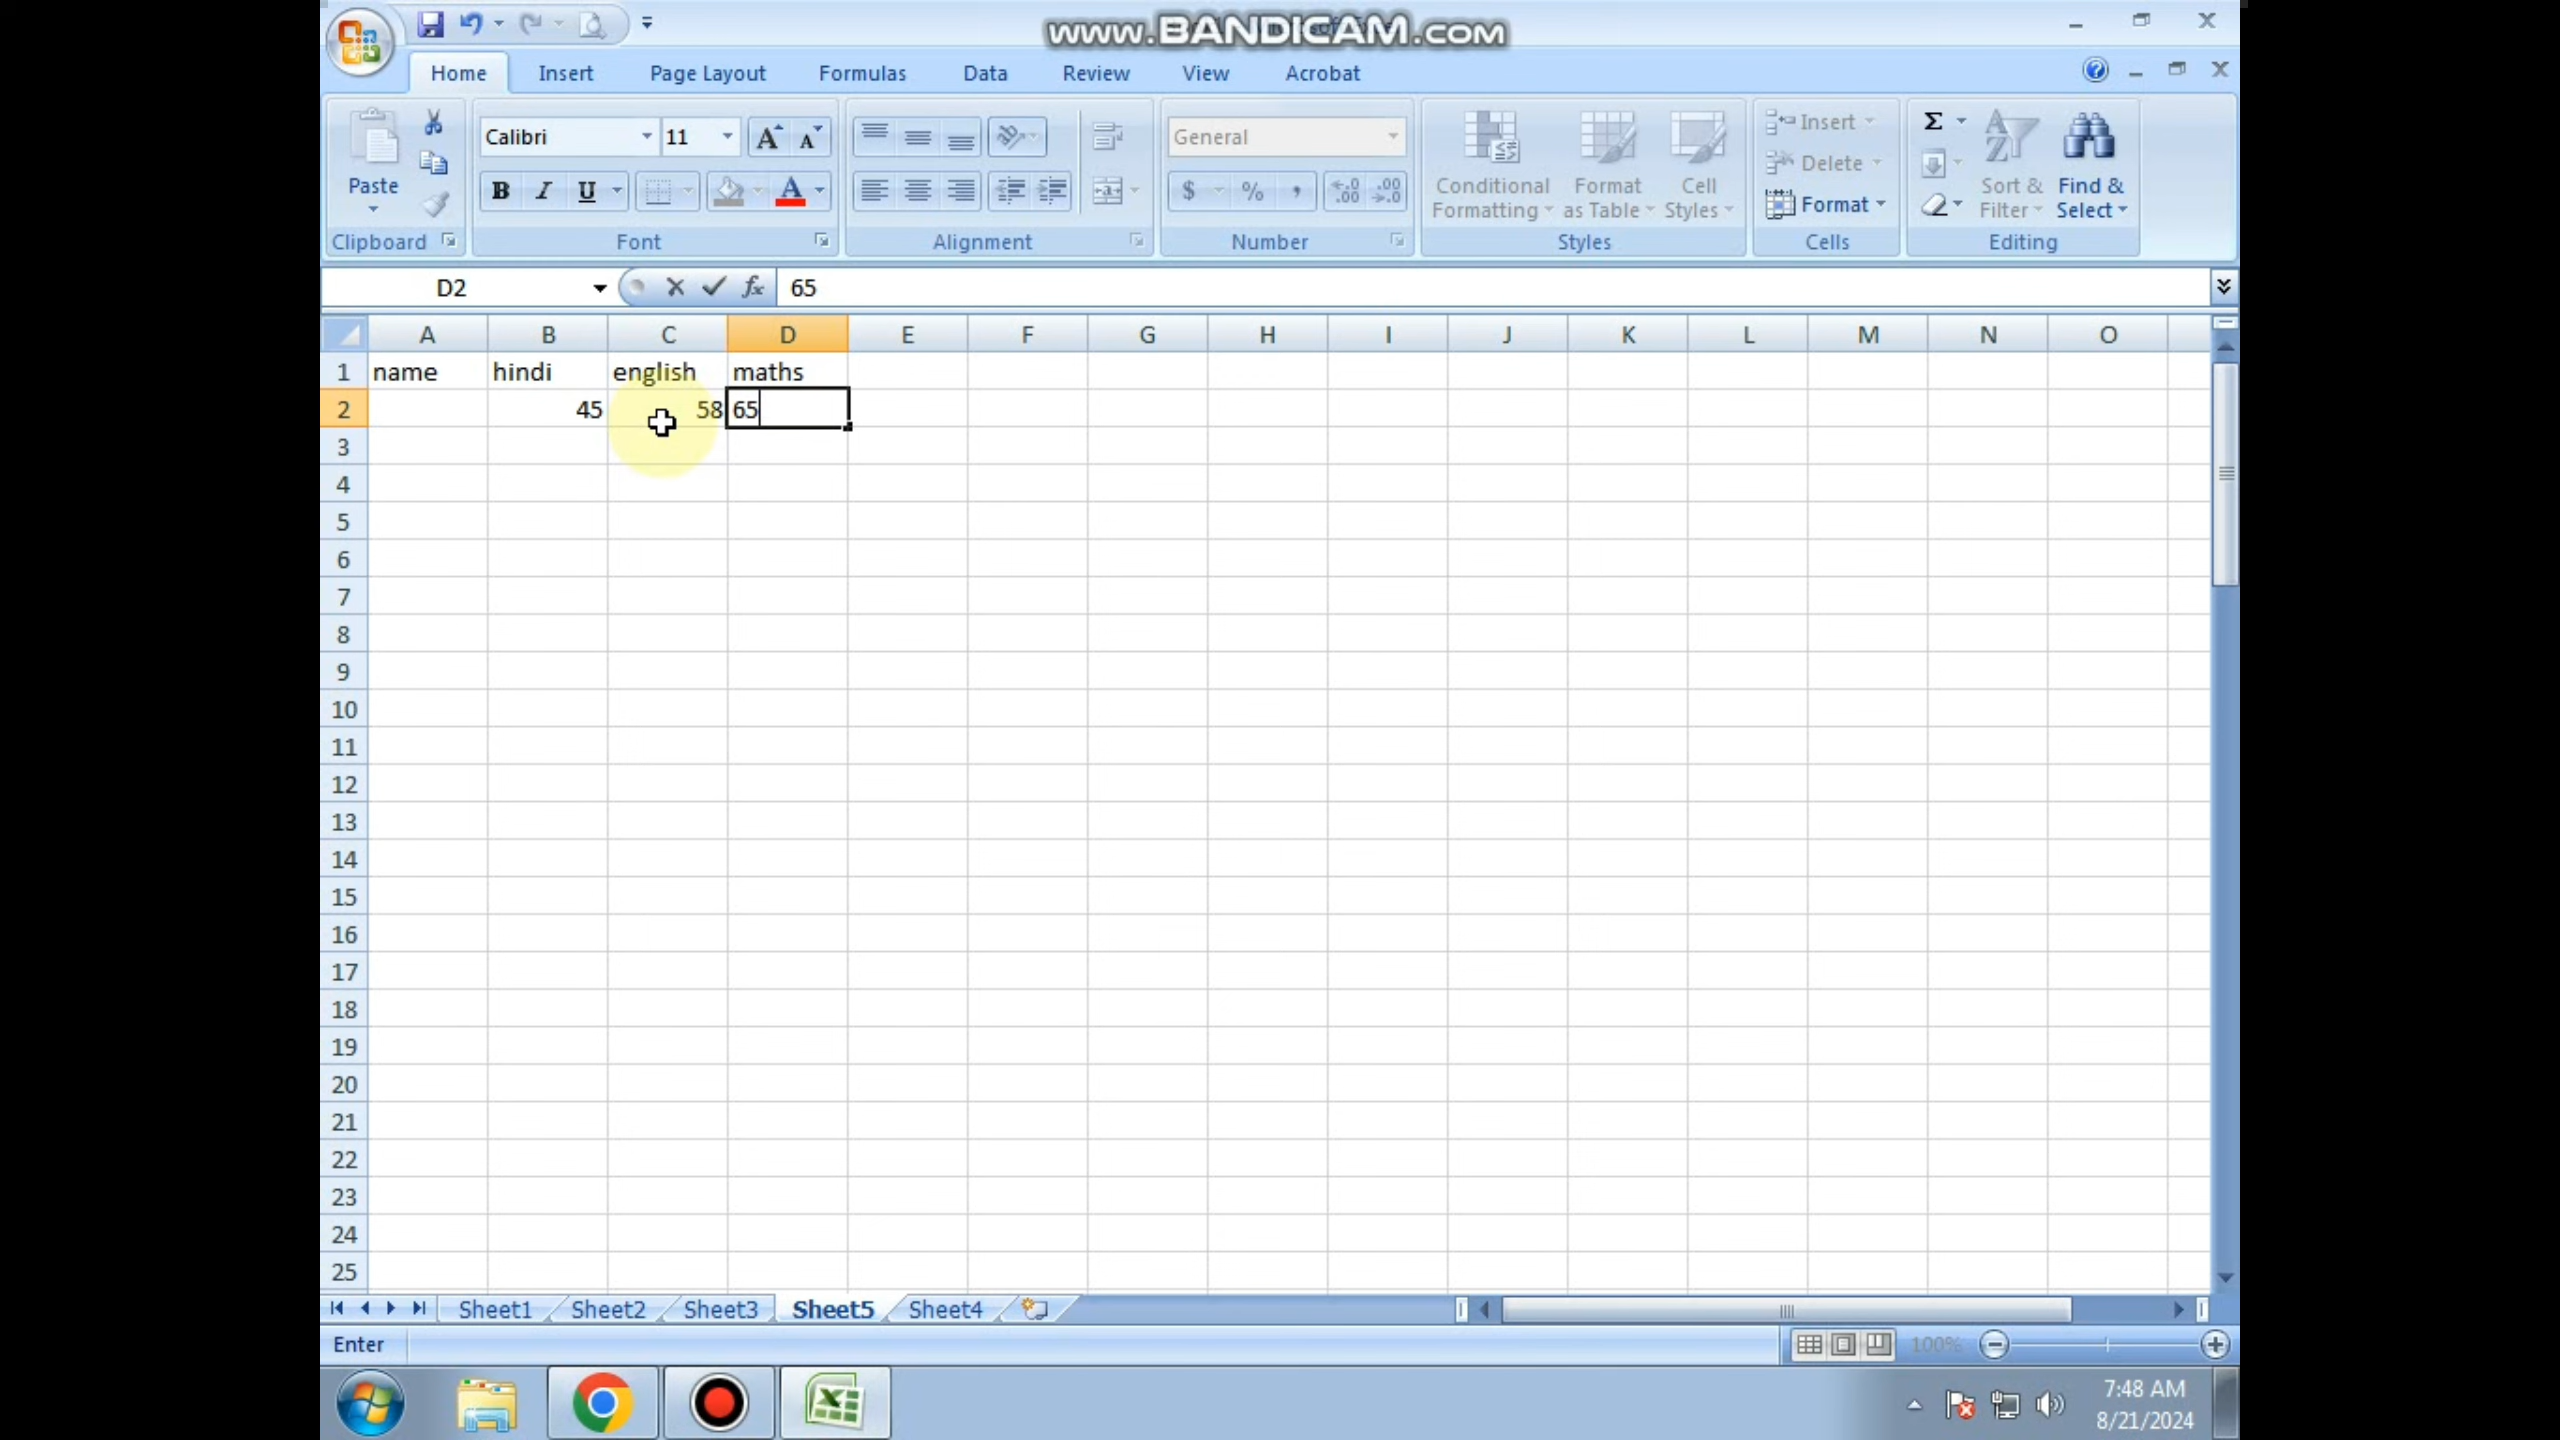 www.BANDICAM.com
Home Insert Page Layout Formulas Data Review View Acrobat
Calibri 11 General
Paste
B I U $ % ,
Conditional Formatting Format as Table Cell Styles
Insert
Delete
Format
Σ
Sort & Filter Find & Select
Clipboard Font Alignment Number Styles Cells Editing
D2 fx 65
A B C D E F G H I J K L M N O
1 name hindi english maths
2 45 58 65
3
4
5
6
7
8
9
10
11
12
13
14
15
16
17
18
19
20
21
22
23
24
25
Sheet1 Sheet2 Sheet3 Sheet5 Sheet4
Enter 100%
7:48 AM
8/21/2024